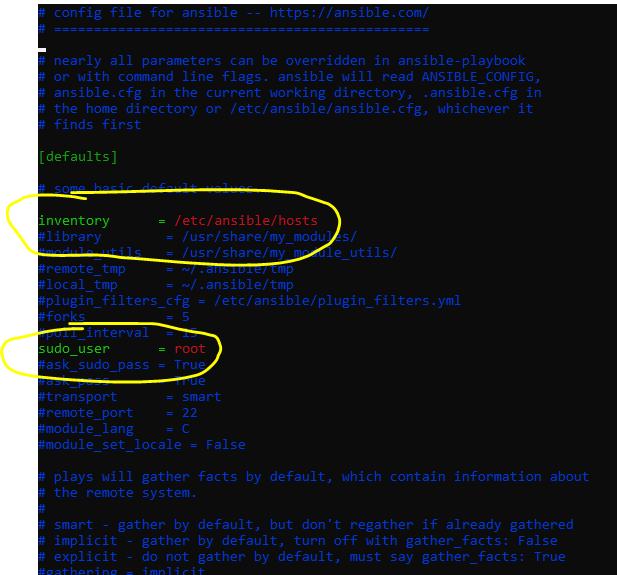 # config file for ansible -- https://ansible.com/
# ===============================================
# nearly all parameters can be overridden in ansible-playbook
# or with command line flags. ansible will read ANSIBLE_CONFIG,
# ansible.cfg in the current working directory, .ansible.cfg in
# the home directory or /etc/ansible/ansible.cfg, whichever it
# finds first
[defaults]
# some basic default values
inventory      = /etc/ansible/hosts
#library        = /usr/share/my_modules/
#module_utils   = /usr/share/my_module_utils/
#remote_tmp     = ~/.ansible/tmp
#local_tmp      = ~/.ansible/tmp
#plugin_filters_cfg = /etc/ansible/plugin_filters.yml
#forks          = 5
#poll_interval  = 15
sudo_user      = root
#ask_sudo_pass = True
#ask_pass      = True
#transport      = smart
#remote_port    = 22
#module_lang    = C
#module_set_locale = False
# plays will gather facts by default, which contain information about
# the remote system.
#
# smart - gather by default, but don't regather if already gathered
# implicit - gather by default, turn off with gather_facts: False
# explicit - do not gather by default, must say gather_facts: True
#gathering = implicit